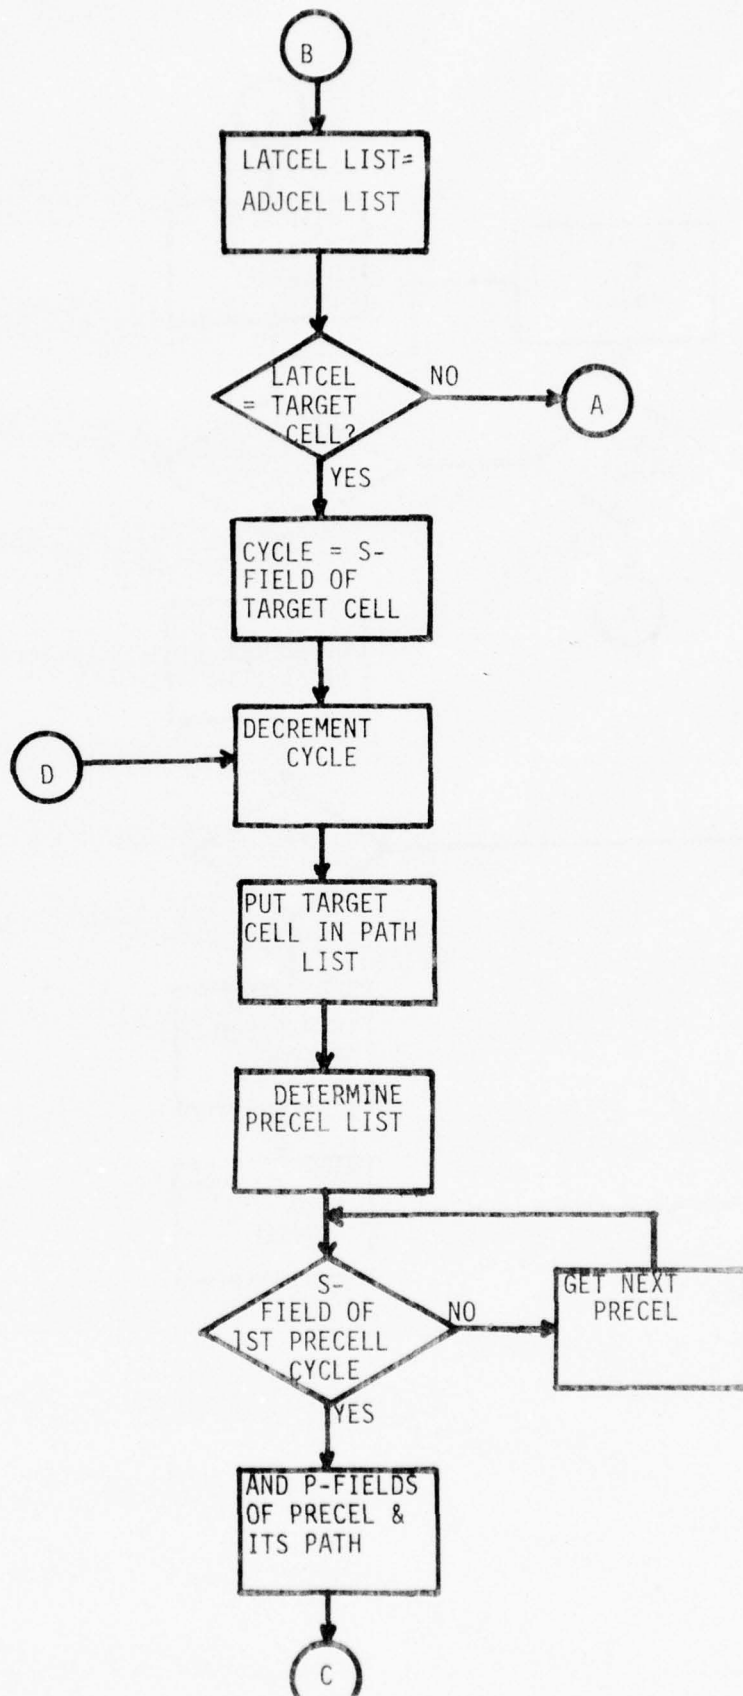 B
LATCEL LIST=
ADJCEL LIST
LATCEL
= TARGET
CELL?
NO
A
YES
CYCLE = S-
FIELD OF
TARGET CELL
DECREMENT
CYCLE
D
PUT TARGET
CELL IN PATH
LIST
DETERMINE
PRECEL LIST
S-
FIELD OF
1ST PRECELL
CYCLE
NO
GET NEXT
PRECEL
YES
AND P-FIELDS
OF PRECEL &
ITS PATH
C